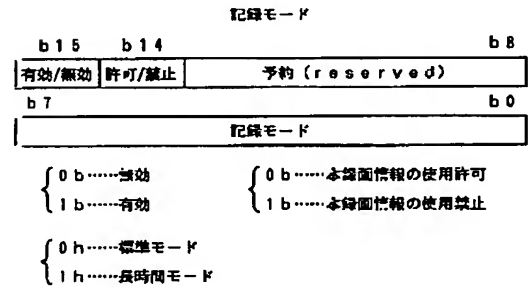 記録モード
b15 b14 b8
有効/無効 許可/禁止 予約(reserved)
b7 b0
記録モード
0b……無効 0b……本録画情報の使用許可
1b……有効 1b……本録画情報の使用禁止
0h……標準モード
1h……長時間モード